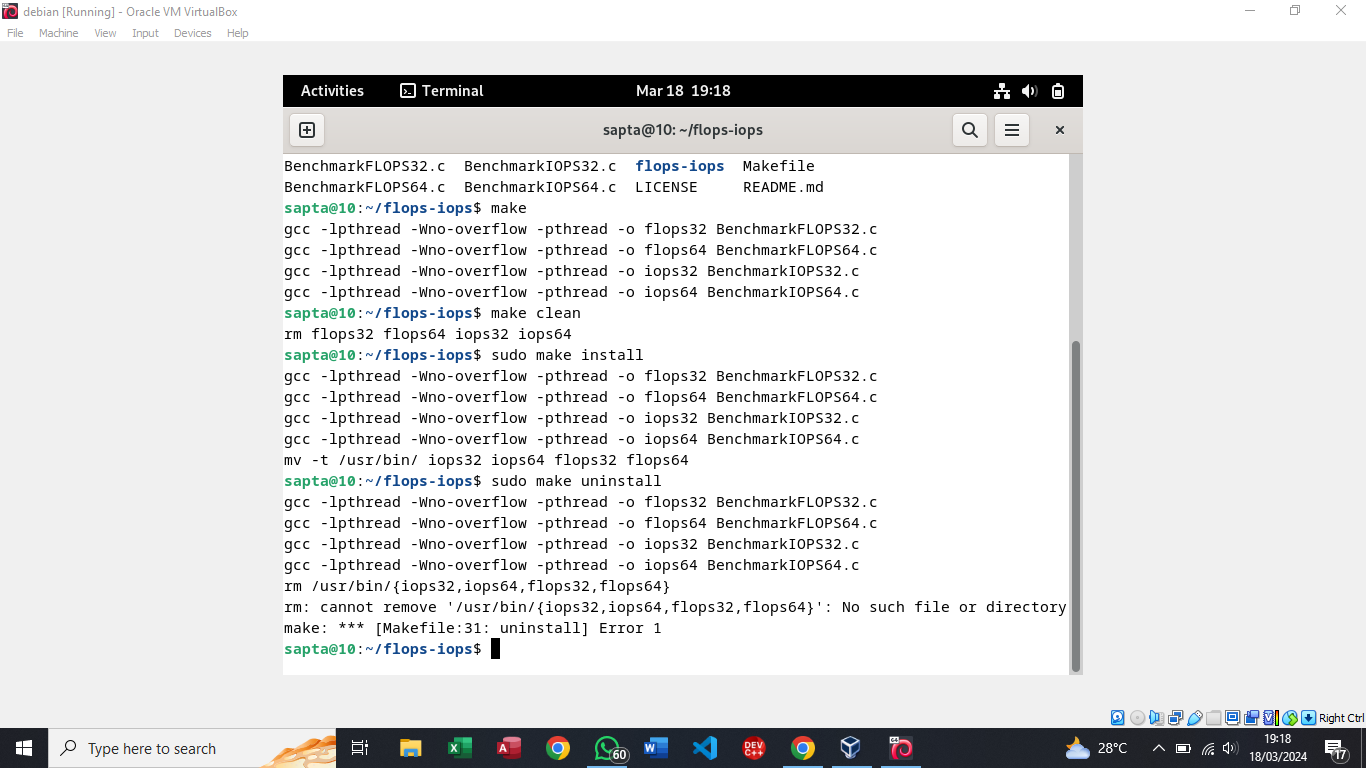 debian [Running] - Oracle VM VirtualBox
File Machine View Input Devices Help
Activities Terminal Mar 18 19:18
sapta@10: ~/flops-iops
BenchmarkFLOPS32.c BenchmarkIOPS32.c flops-iops Makefile
BenchmarkFLOPS64.c BenchmarkIOPS64.c LICENSE README.md
sapta@10:~/flops-iops$ make
gcc -lpthread -Wno-overflow -pthread -o flops32 BenchmarkFLOPS32.c
gcc -lpthread -Wno-overflow -pthread -o flops64 BenchmarkFLOPS64.c
gcc -lpthread -Wno-overflow -pthread -o iops32 BenchmarkIOPS32.c
gcc -lpthread -Wno-overflow -pthread -o iops64 BenchmarkIOPS64.c
sapta@10:~/flops-iops$ make clean
rm flops32 flops64 iops32 iops64
sapta@10:~/flops-iops$ sudo make install
gcc -lpthread -Wno-overflow -pthread -o flops32 BenchmarkFLOPS32.c
gcc -lpthread -Wno-overflow -pthread -o flops64 BenchmarkFLOPS64.c
gcc -lpthread -Wno-overflow -pthread -o iops32 BenchmarkIOPS32.c
gcc -lpthread -Wno-overflow -pthread -o iops64 BenchmarkIOPS64.c
mv -t /usr/bin/ iops32 iops64 flops32 flops64
sapta@10:~/flops-iops$ sudo make uninstall
gcc -lpthread -Wno-overflow -pthread -o flops32 BenchmarkFLOPS32.c
gcc -lpthread -Wno-overflow -pthread -o flops64 BenchmarkFLOPS64.c
gcc -lpthread -Wno-overflow -pthread -o iops32 BenchmarkIOPS32.c
gcc -lpthread -Wno-overflow -pthread -o iops64 BenchmarkIOPS64.c
rm /usr/bin/{iops32,iops64,flops32,flops64}
rm: cannot remove '/usr/bin/{iops32,iops64,flops32,flops64}': No such file or directory
make: *** [Makefile:31: uninstall] Error 1
sapta@10:~/flops-iops$
Right Ctrl
Type here to search
60
DEV C++
28°C
19:18
18/03/2024
17